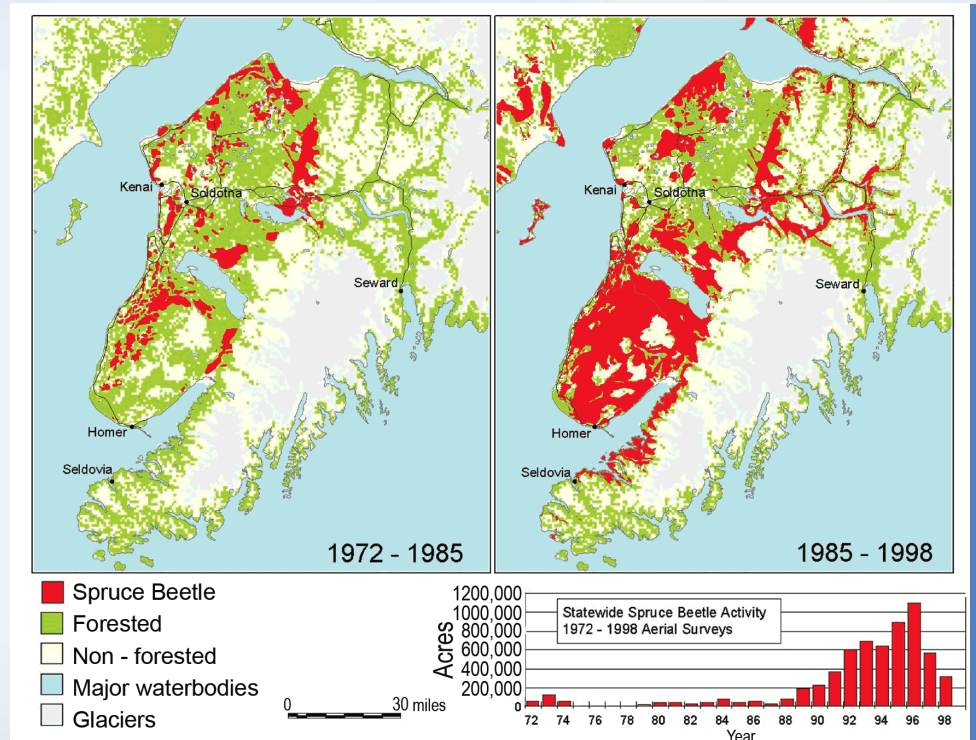 Kenai
Soldotna
Seward
Homer
Seldovia
1972 - 1985
Kenai
Soldotna
Seward
Homer
Seldovia
1985 - 1998
Spruce Beetle
Forested
Non - forested
Major waterbodies
Glaciers
0 30 miles
Acres
1200,000
1000,000
800,000
600,000
400,000
200,000
0
Statewide Spruce Beetle Activity
1972 - 1998 Aerial Surveys
72 74 76 78 80 82 84 86 88 90 92 94 96 98
Year